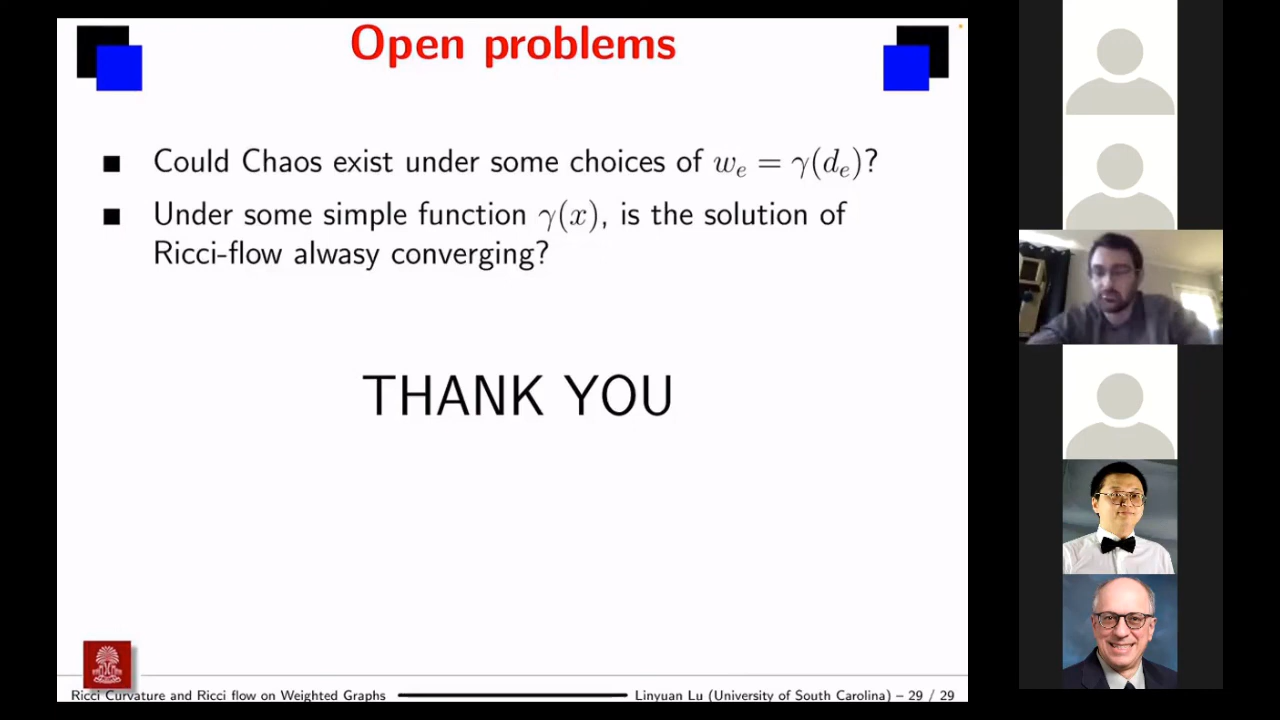 Open problems
■ Could Chaos exist under some choices of wₑ = γ(dₑ)?
■ Under some simple function γ(x), is the solution of
Ricci-flow alwasy converging?
THANK YOU
Ricci Curvature and Ricci flow on Weighted Graphs
Linyuan Lu (University of South Carolina) – 29 / 29